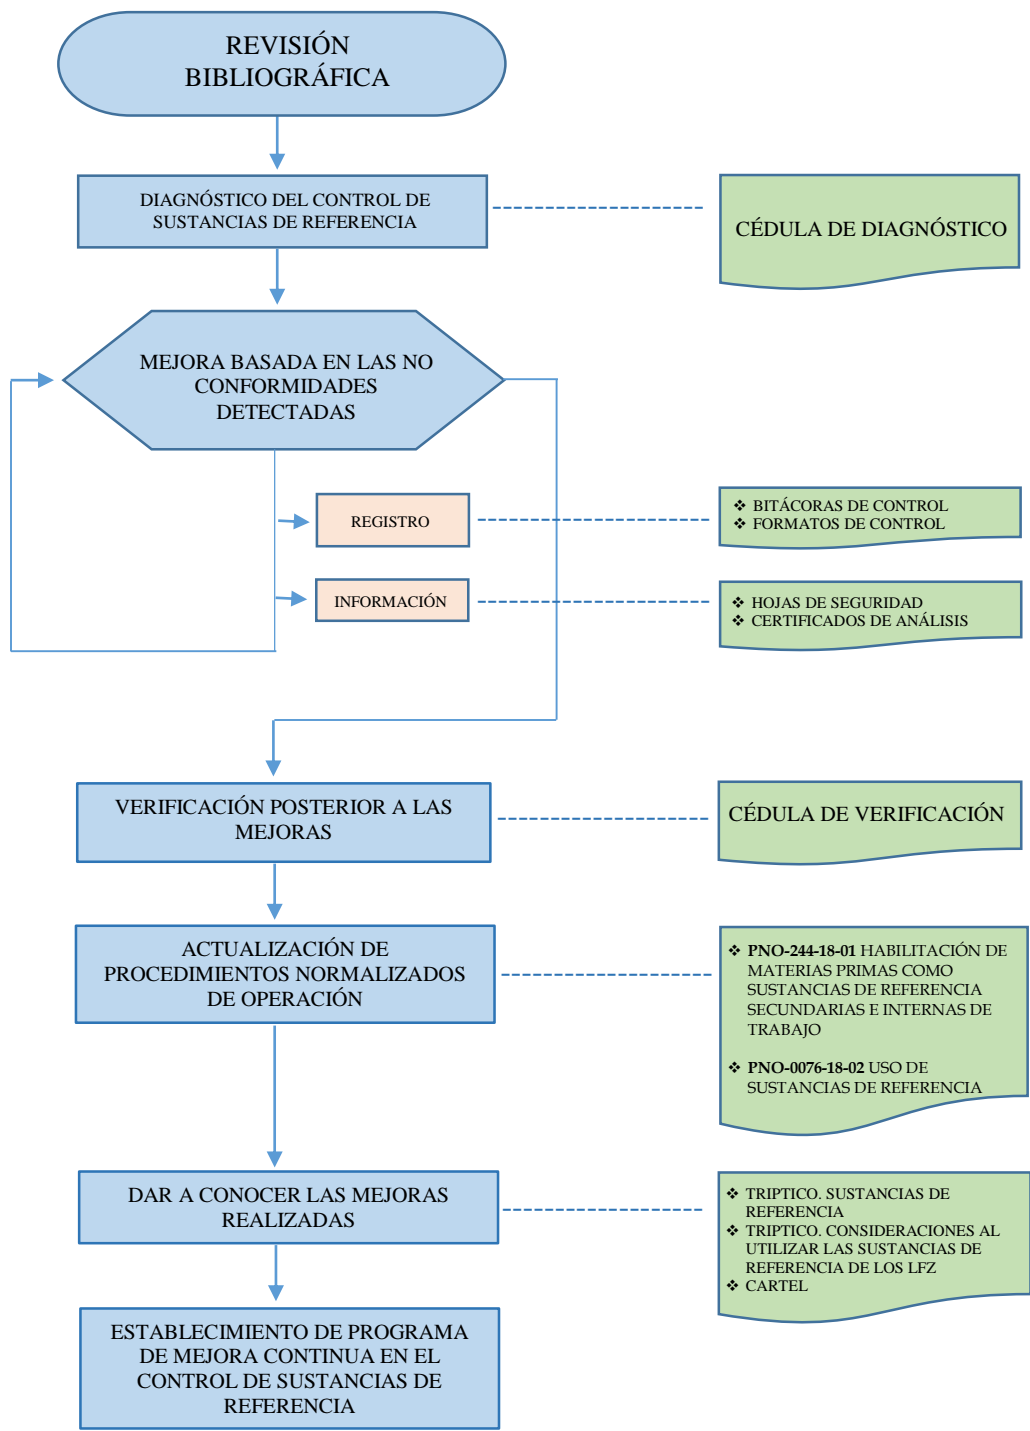 REVISIÓN
BIBLIOGRÁFICA
DIAGNÓSTICO DEL CONTROL DE
SUSTANCIAS DE REFERENCIA
CÉDULA DE DIAGNÓSTICO
MEJORA BASADA EN LAS NO
CONFORMIDADES
DETECTADAS
REGISTRO
❖ BITÁCORAS DE CONTROL
❖ FORMATOS DE CONTROL
INFORMACIÓN
❖ HOJAS DE SEGURIDAD
❖ CERTIFICADOS DE ANÁLISIS
VERIFICACIÓN POSTERIOR A LAS
MEJORAS
CÉDULA DE VERIFICACIÓN
ACTUALIZACIÓN DE
PROCEDIMIENTOS NORMALIZADOS
DE OPERACIÓN
❖ PNO-244-18-01 HABILITACIÓN DE
MATERIAS PRIMAS COMO
SUSTANCIAS DE REFERENCIA
SECUNDARIAS E INTERNAS DE
TRABAJO
❖ PNO-0076-18-02 USO DE
SUSTANCIAS DE REFERENCIA
DAR A CONOCER LAS MEJORAS
REALIZADAS
❖ TRIPTICO. SUSTANCIAS DE
REFERENCIA
❖ TRIPTICO. CONSIDERACIONES AL
UTILIZAR LAS SUSTANCIAS DE
REFERENCIA DE LOS LFZ
❖ CARTEL
ESTABLECIMIENTO DE PROGRAMA
DE MEJORA CONTINUA EN EL
CONTROL DE SUSTANCIAS DE
REFERENCIA